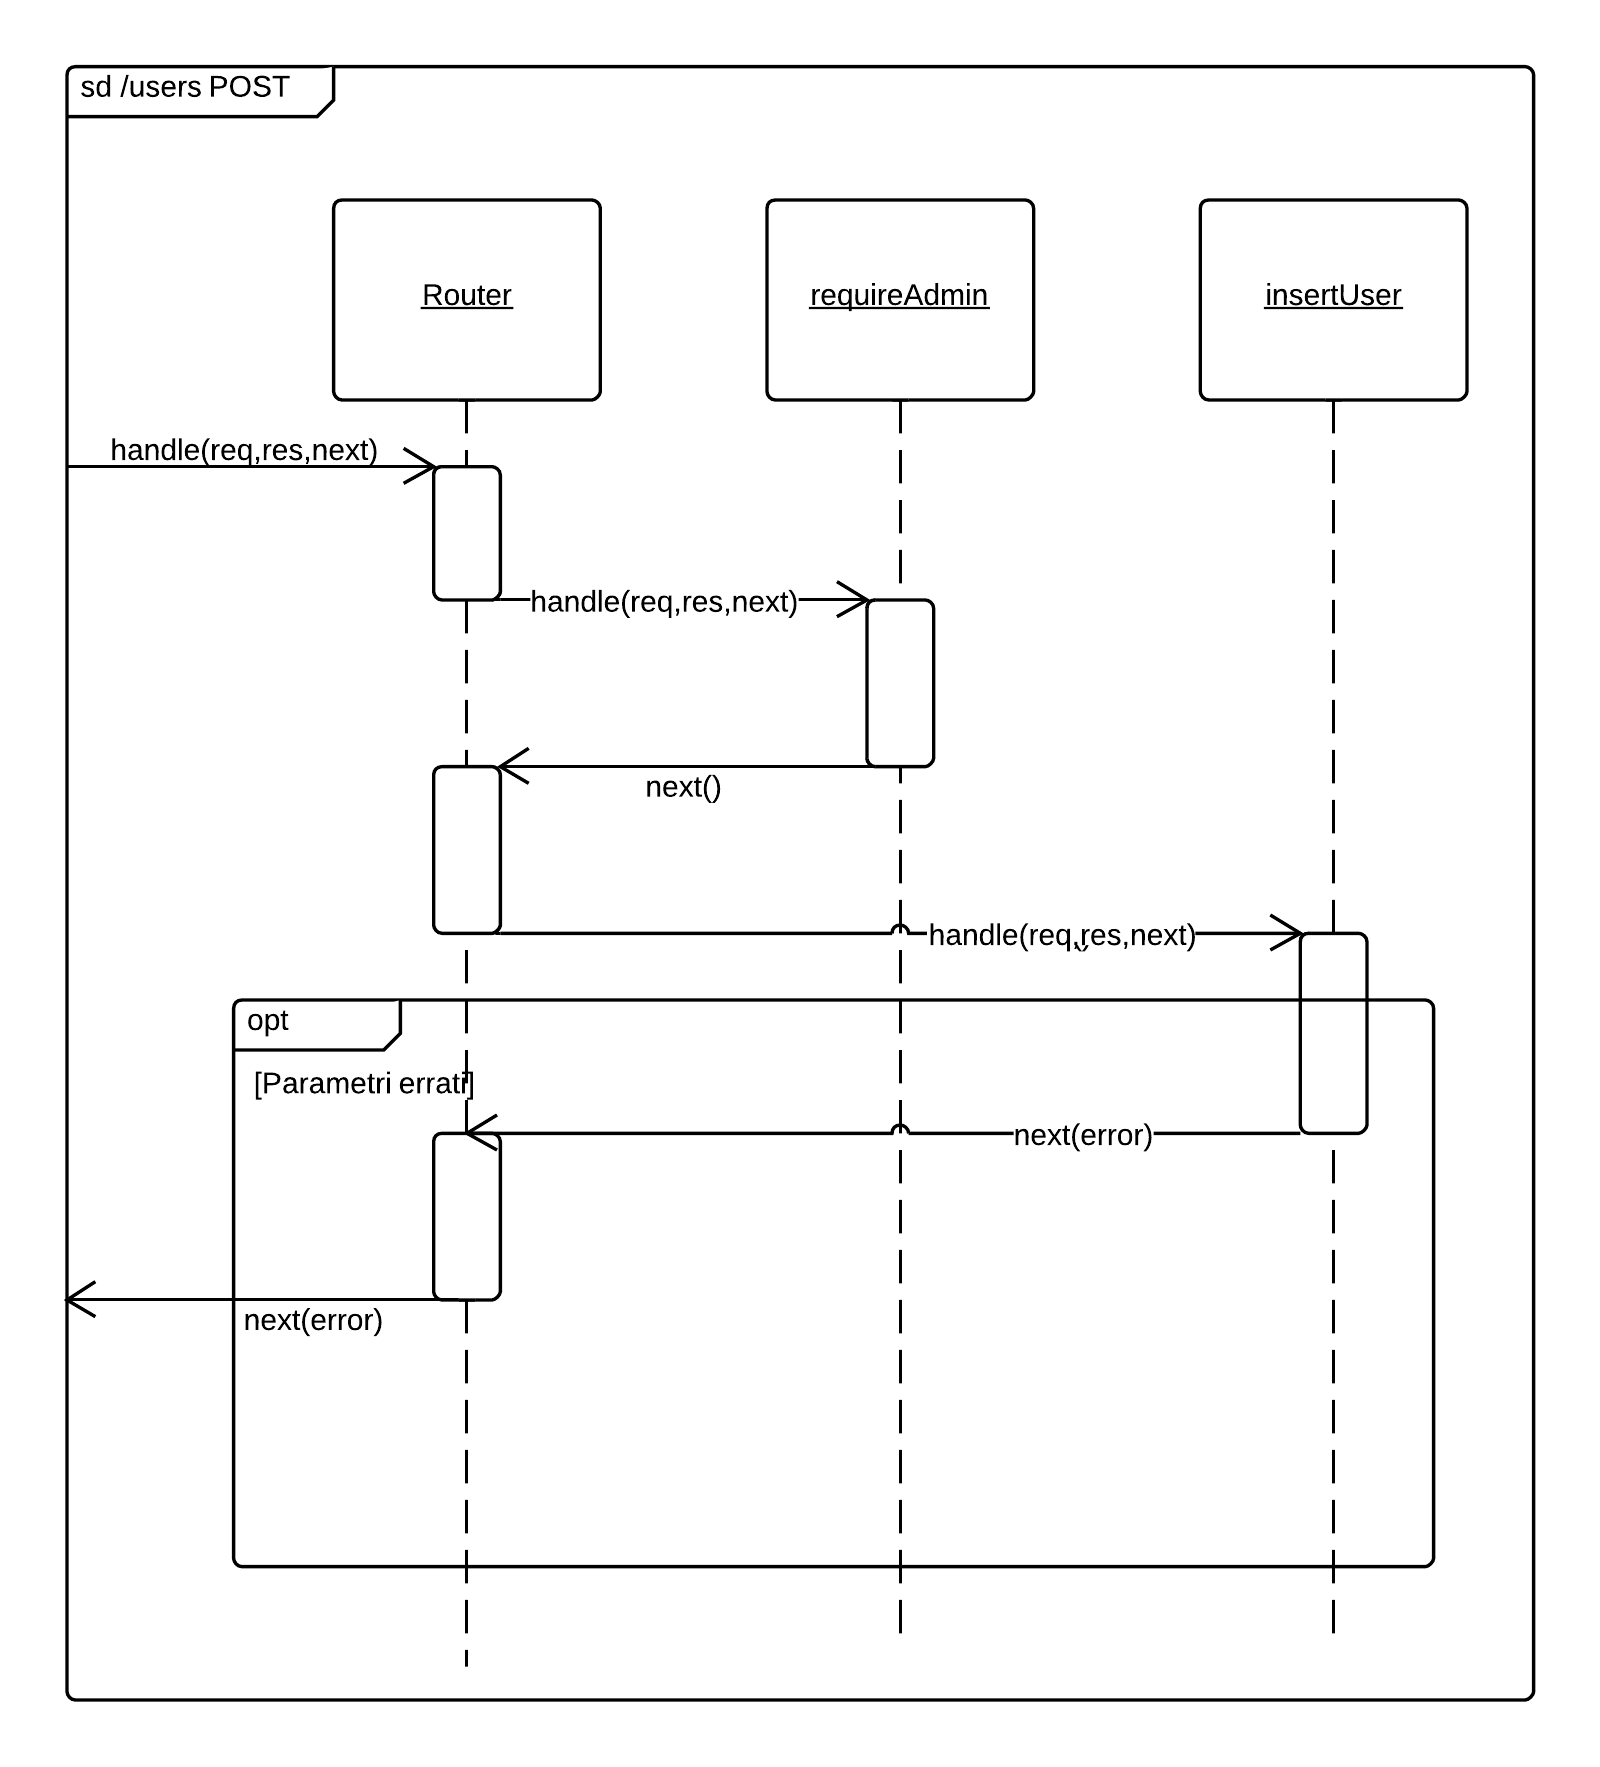 sd /users POST
Router
requireAdmin
insertUser
handle(req,res,next)
handle(req,res,next)
next()
handle(req,res,next)
opt
[Parametri errati]
next(error)
next(error)